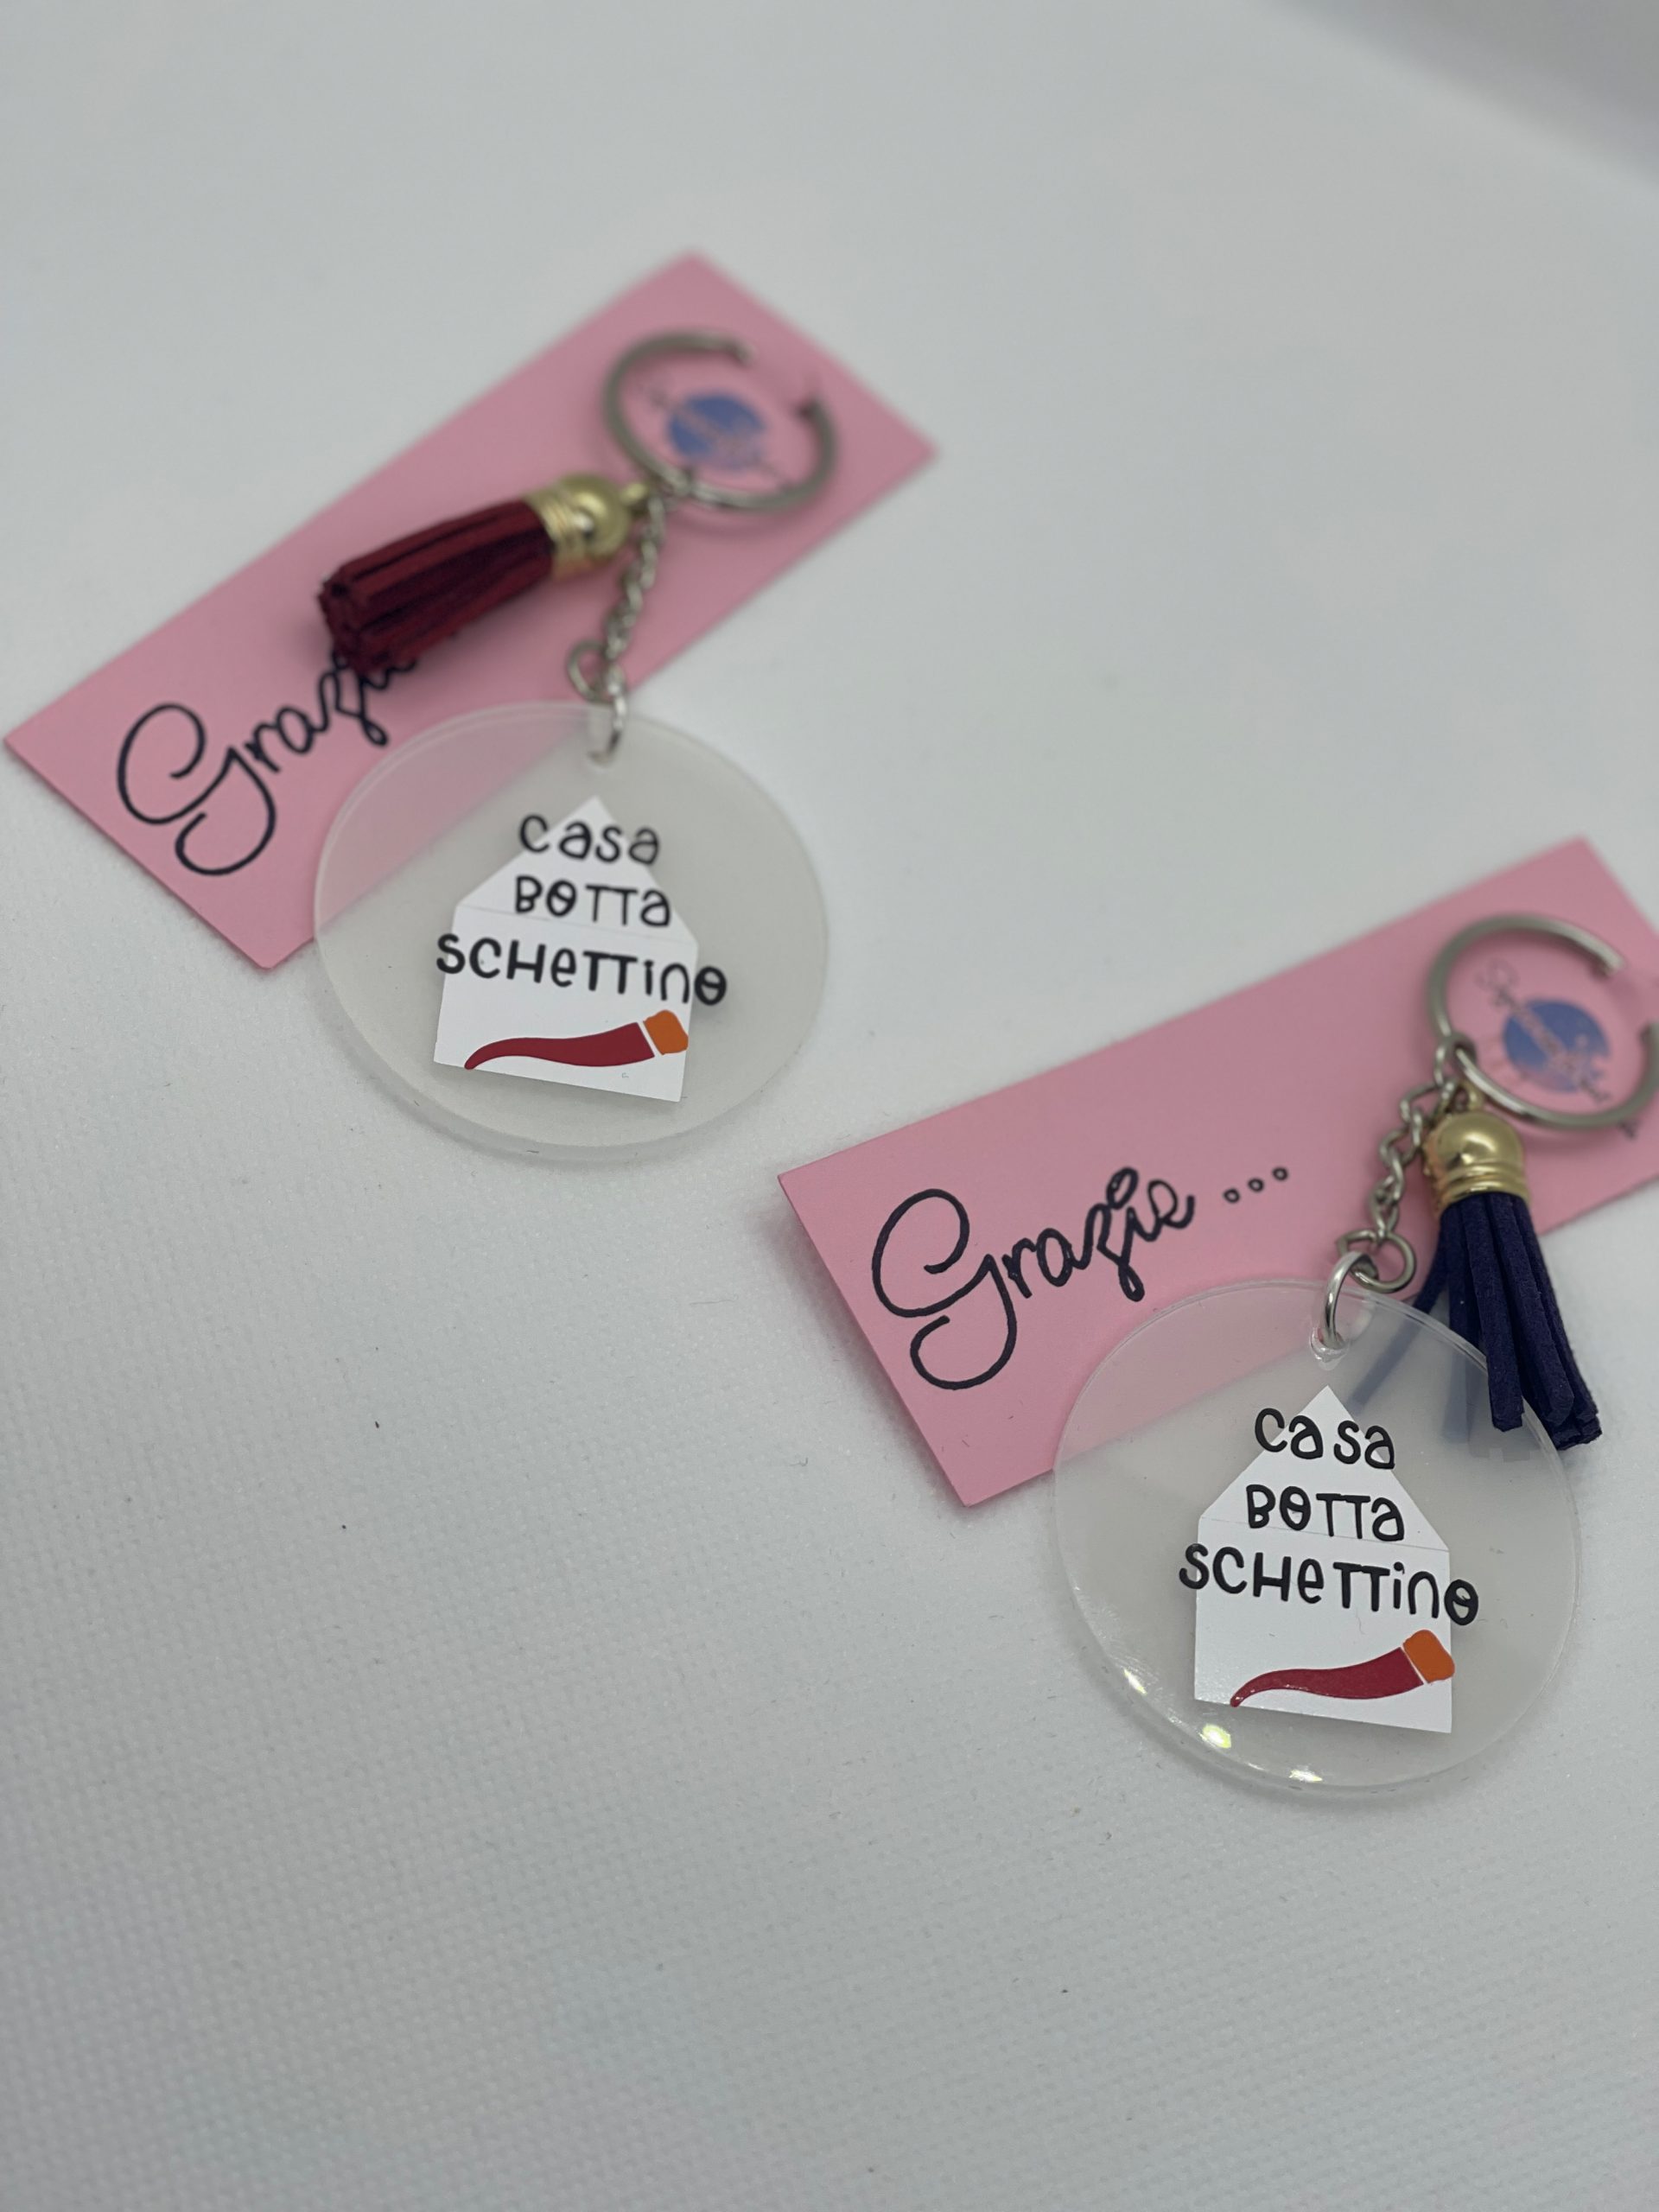 Grazie
casa
BOTTa
SCHeTTino
Grazie ...
casa
BOTTa
SCHeTTino